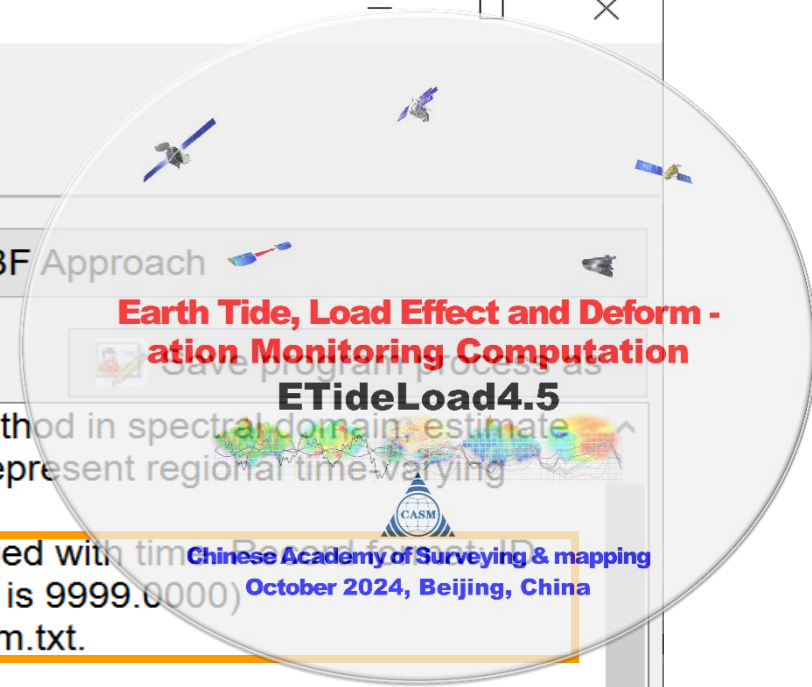 3F Approach
Earth Tide, Load Effect and Deform -
ation Monitoring Computation
Save program process as
ETideLoad4.5
thod in spectral domain, estimate
epresent regional time-varying
CASM
ed with time. Record format: ID
Chinese Academy of Surveying & mapping
is 9999.0000)
October 2024, Beijing, China
m.txt.